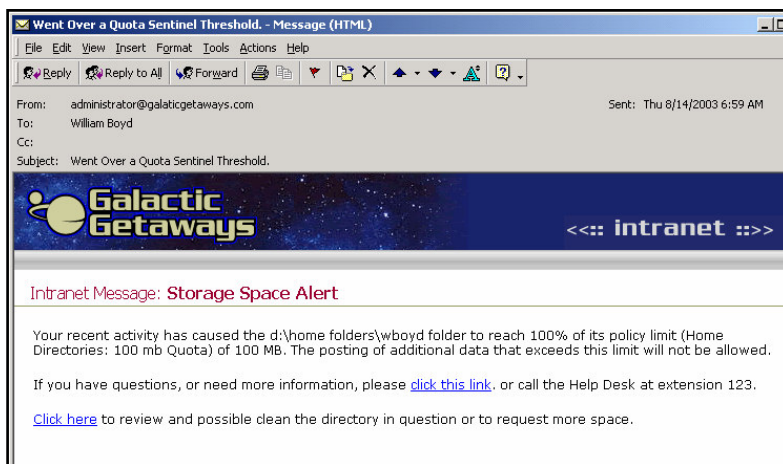 Went Over a Quota Sentinel Threshold. - Message (HTML)
File Edit View Insert Format Tools Actions Help
Reply Reply to All Forward
From: administrator@galaticgetaways.com Sent: Thu 8/14/2003 6:59 AM
To: William Boyd
Cc:
Subject: Went Over a Quota Sentinel Threshold.
Galactic
Getaways
<<:: intranet ::>>
Intranet Message: Storage Space Alert
Your recent activity has caused the d:\home folders\wboyd folder to reach 100% of its policy limit (Home
Directories: 100 mb Quota) of 100 MB. The posting of additional data that exceeds this limit will not be allowed.
If you have questions, or need more information, please click this link. or call the Help Desk at extension 123.
Click here to review and possible clean the directory in question or to request more space.